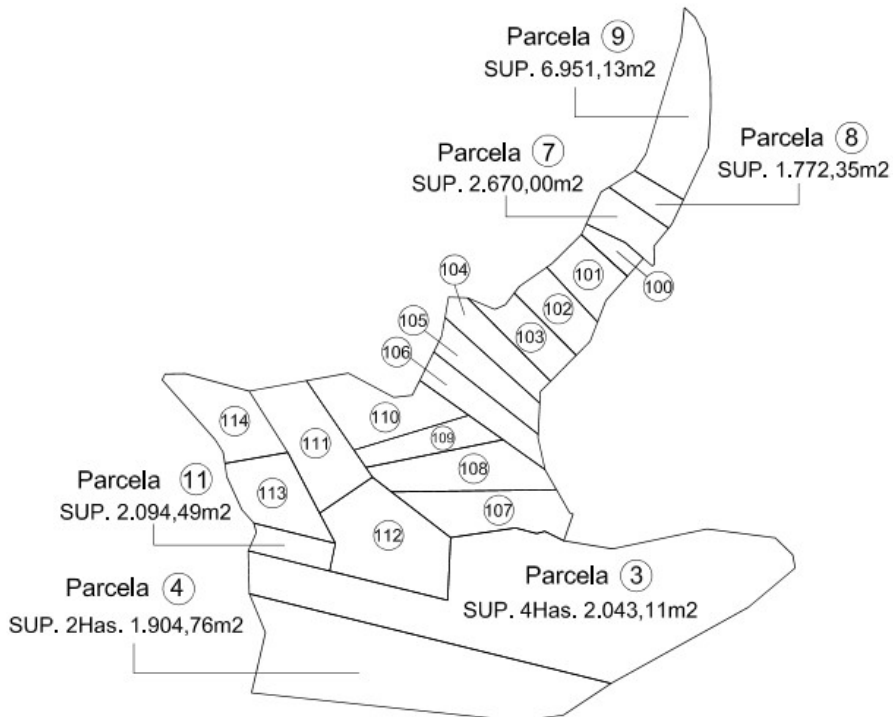 Parcela 9
SUP. 6.951,13m2
Parcela 8
SUP. 1.772,35m2
Parcela 7
SUP. 2.670,00m2
101
100
104
102
103
105
106
110
114
111
109
108
Parcela 11
SUP. 2.094,49m2
113
107
112
Parcela 3
SUP. 4Has. 2.043,11m2
Parcela 4
SUP. 2Has. 1.904,76m2